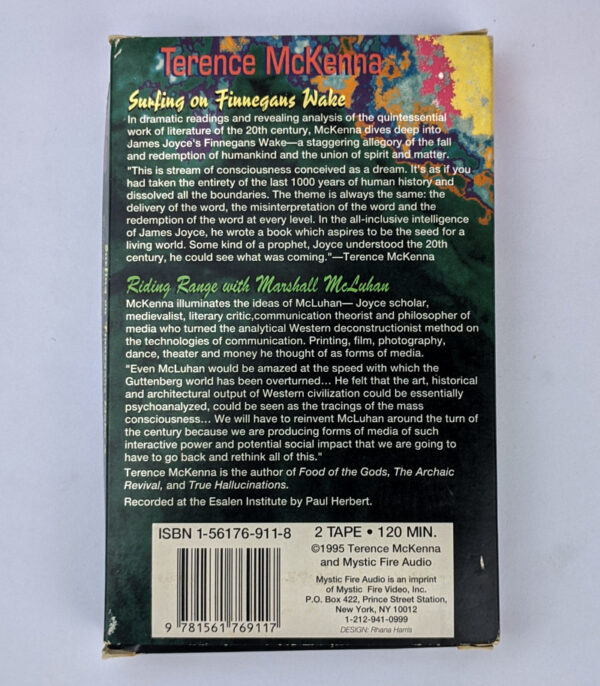 Terence McKenna
Surfing on Finnegans Wake
In dramatic readings and revealing analysis of the quintessential
work of literature of the 20th century, McKenna dives deep into
James Joyce's Finnegans Wake—a staggering allegory of the fall
and redemption of humankind and the union of spirit and matter.
"This is stream of consciousness conceived as a dream. It's as if you
had taken the entirety of the last 1000 years of human history and
dissolved all the boundaries. The theme is always the same: the
delivery of the word, the misinterpretation of the word and the
redemption of the word at every level. In the all-inclusive intelligence
of James Joyce, he wrote a book which aspires to be the seed for a
living world. Some kind of a prophet, Joyce understood the 20th
century, he could see what was coming."—Terence McKenna
Riding Range with Marshall McLuhan
McKenna illuminates the ideas of McLuhan— Joyce scholar,
medievalist, literary critic,communication theorist and philosopher of
media who turned the analytical Western deconstructionist method on
the technologies of communication. Printing, film, photography,
dance, theater and money he thought of as forms of media.
"Even McLuhan would be amazed at the speed with which the
Guttenberg world has been overturned... He felt that the art, historical
and architectural output of Western civilization could be essentially
psychoanalyzed, could be seen as the tracings of the mass
consciousness... We will have to reinvent McLuhan around the turn of
the century because we are producing forms of media of such
interactive power and potential social impact that we are going to
have to go back and rethink all of this."
Terence McKenna is the author of Food of the Gods, The Archaic
Revival, and True Hallucinations.
Recorded at the Esalen Institute by Paul Herbert.
ISBN 1-56176-911-8
9 781561 769117
2 TAPE • 120 MIN.
©1995 Terence McKenna
and Mystic Fire Audio
Mystic Fire Audio is an imprint
of Mystic Fire Video, Inc.
P.O. Box 422, Prince Street Station,
New York, NY 10012
1-212-941-0999
DESIGN: Rhana Harris